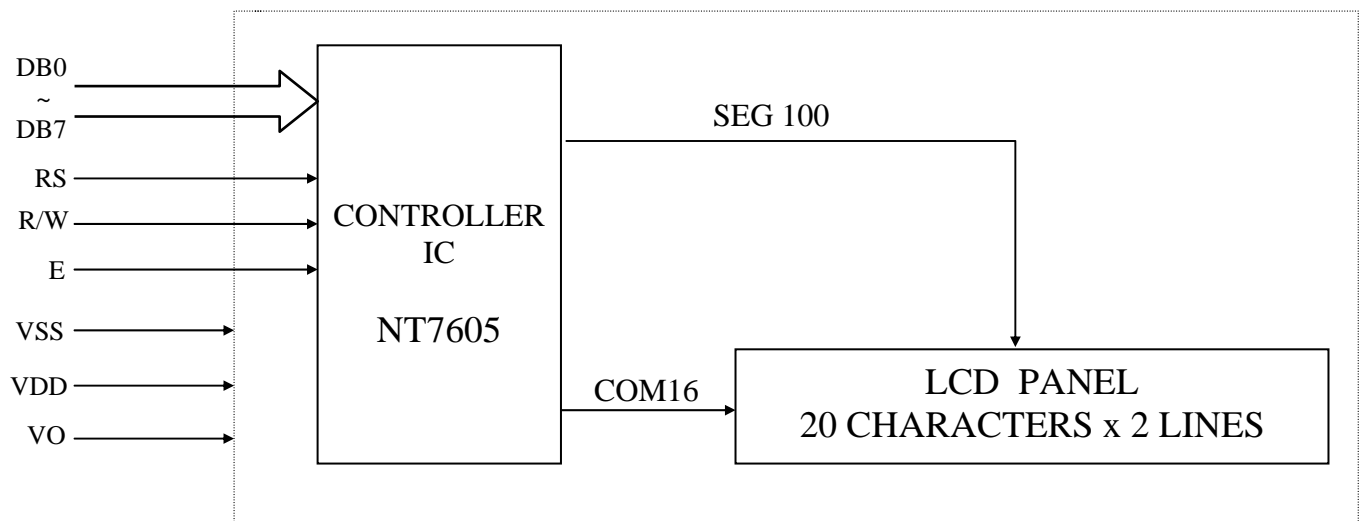 DB0
~
DB7
RS
R/W
E
VSS
VDD
VO
CONTROLLER
IC
NT7605
SEG 100
COM16
LCD PANEL
20 CHARACTERS x 2 LINES